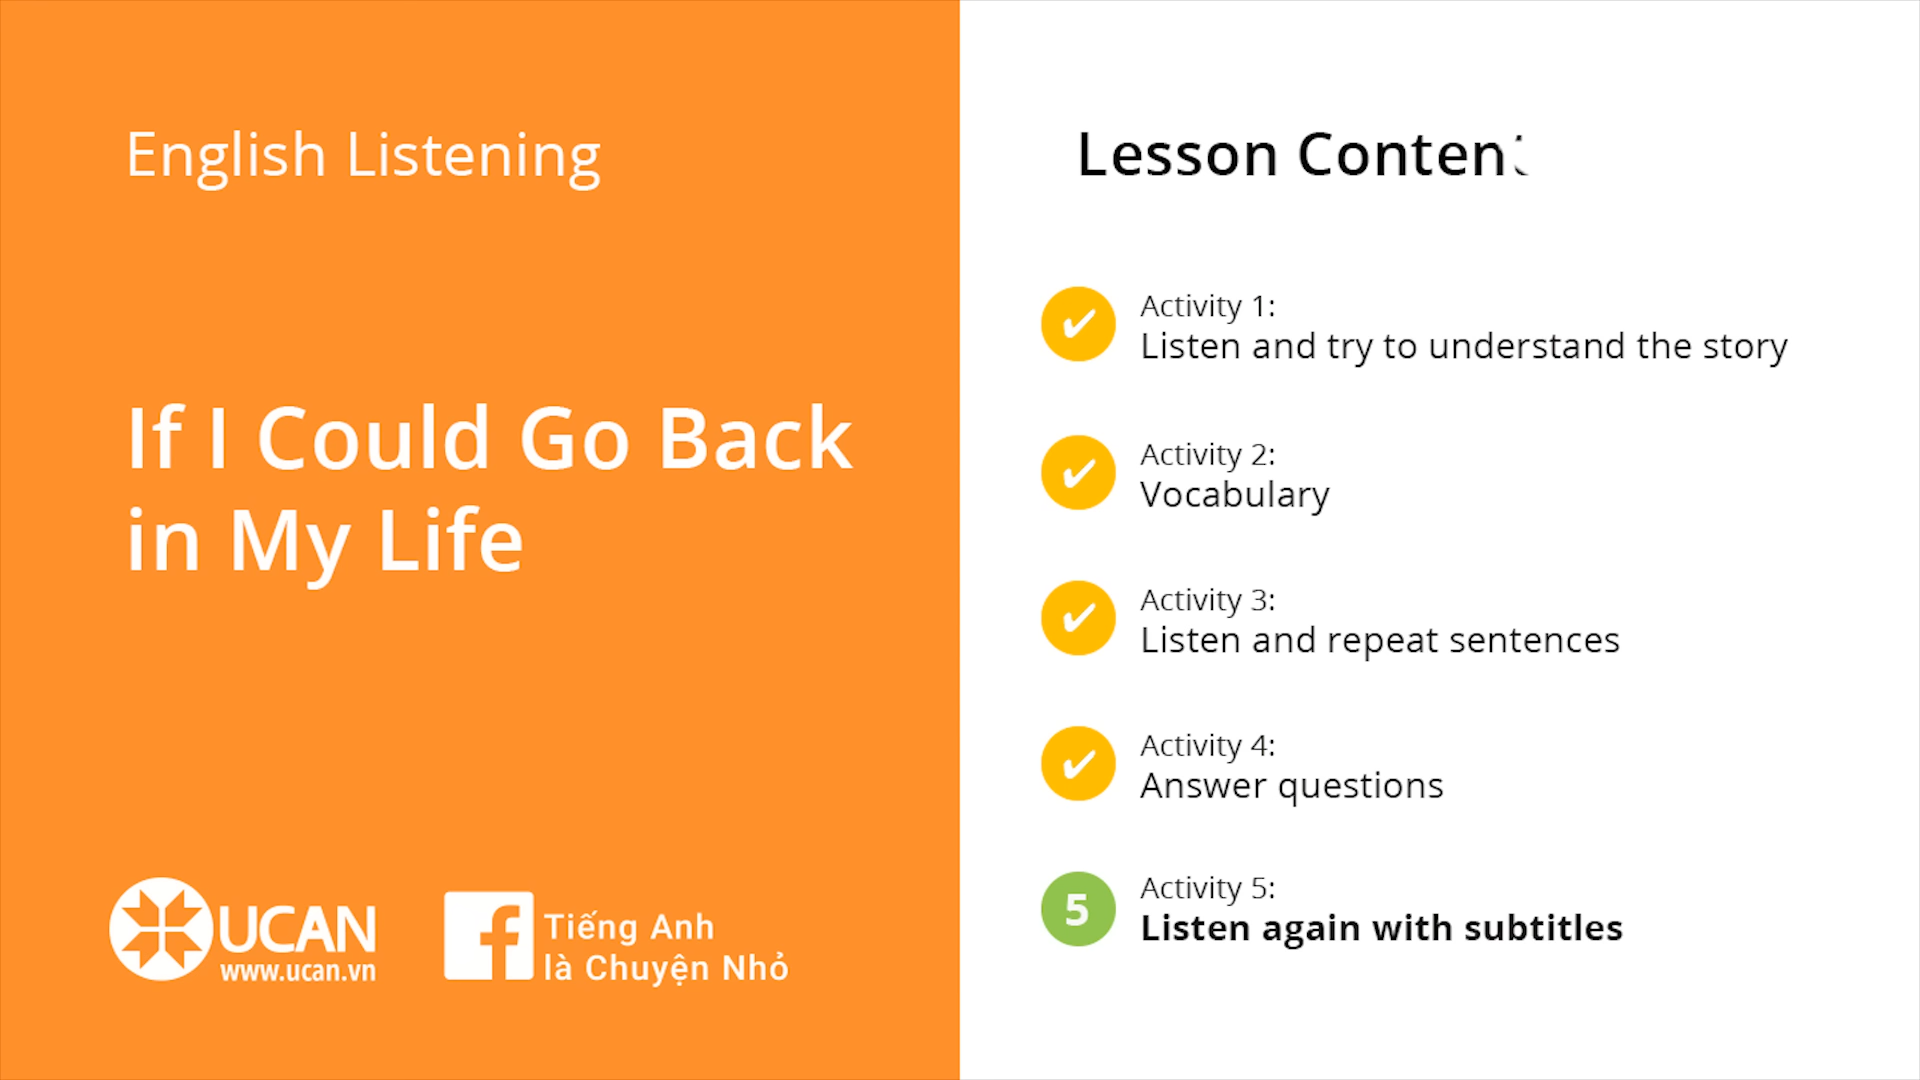 English Listening
If I Could Go Back
in My Life
UCAN
www.ucan.vn
Tiếng Anh
là Chuyện Nhỏ
Lesson Content
Activity 1:
Listen and try to understand the story
Activity 2:
Vocabulary
Activity 3:
Listen and repeat sentences
Activity 4:
Answer questions
5
Activity 5:
Listen again with subtitles